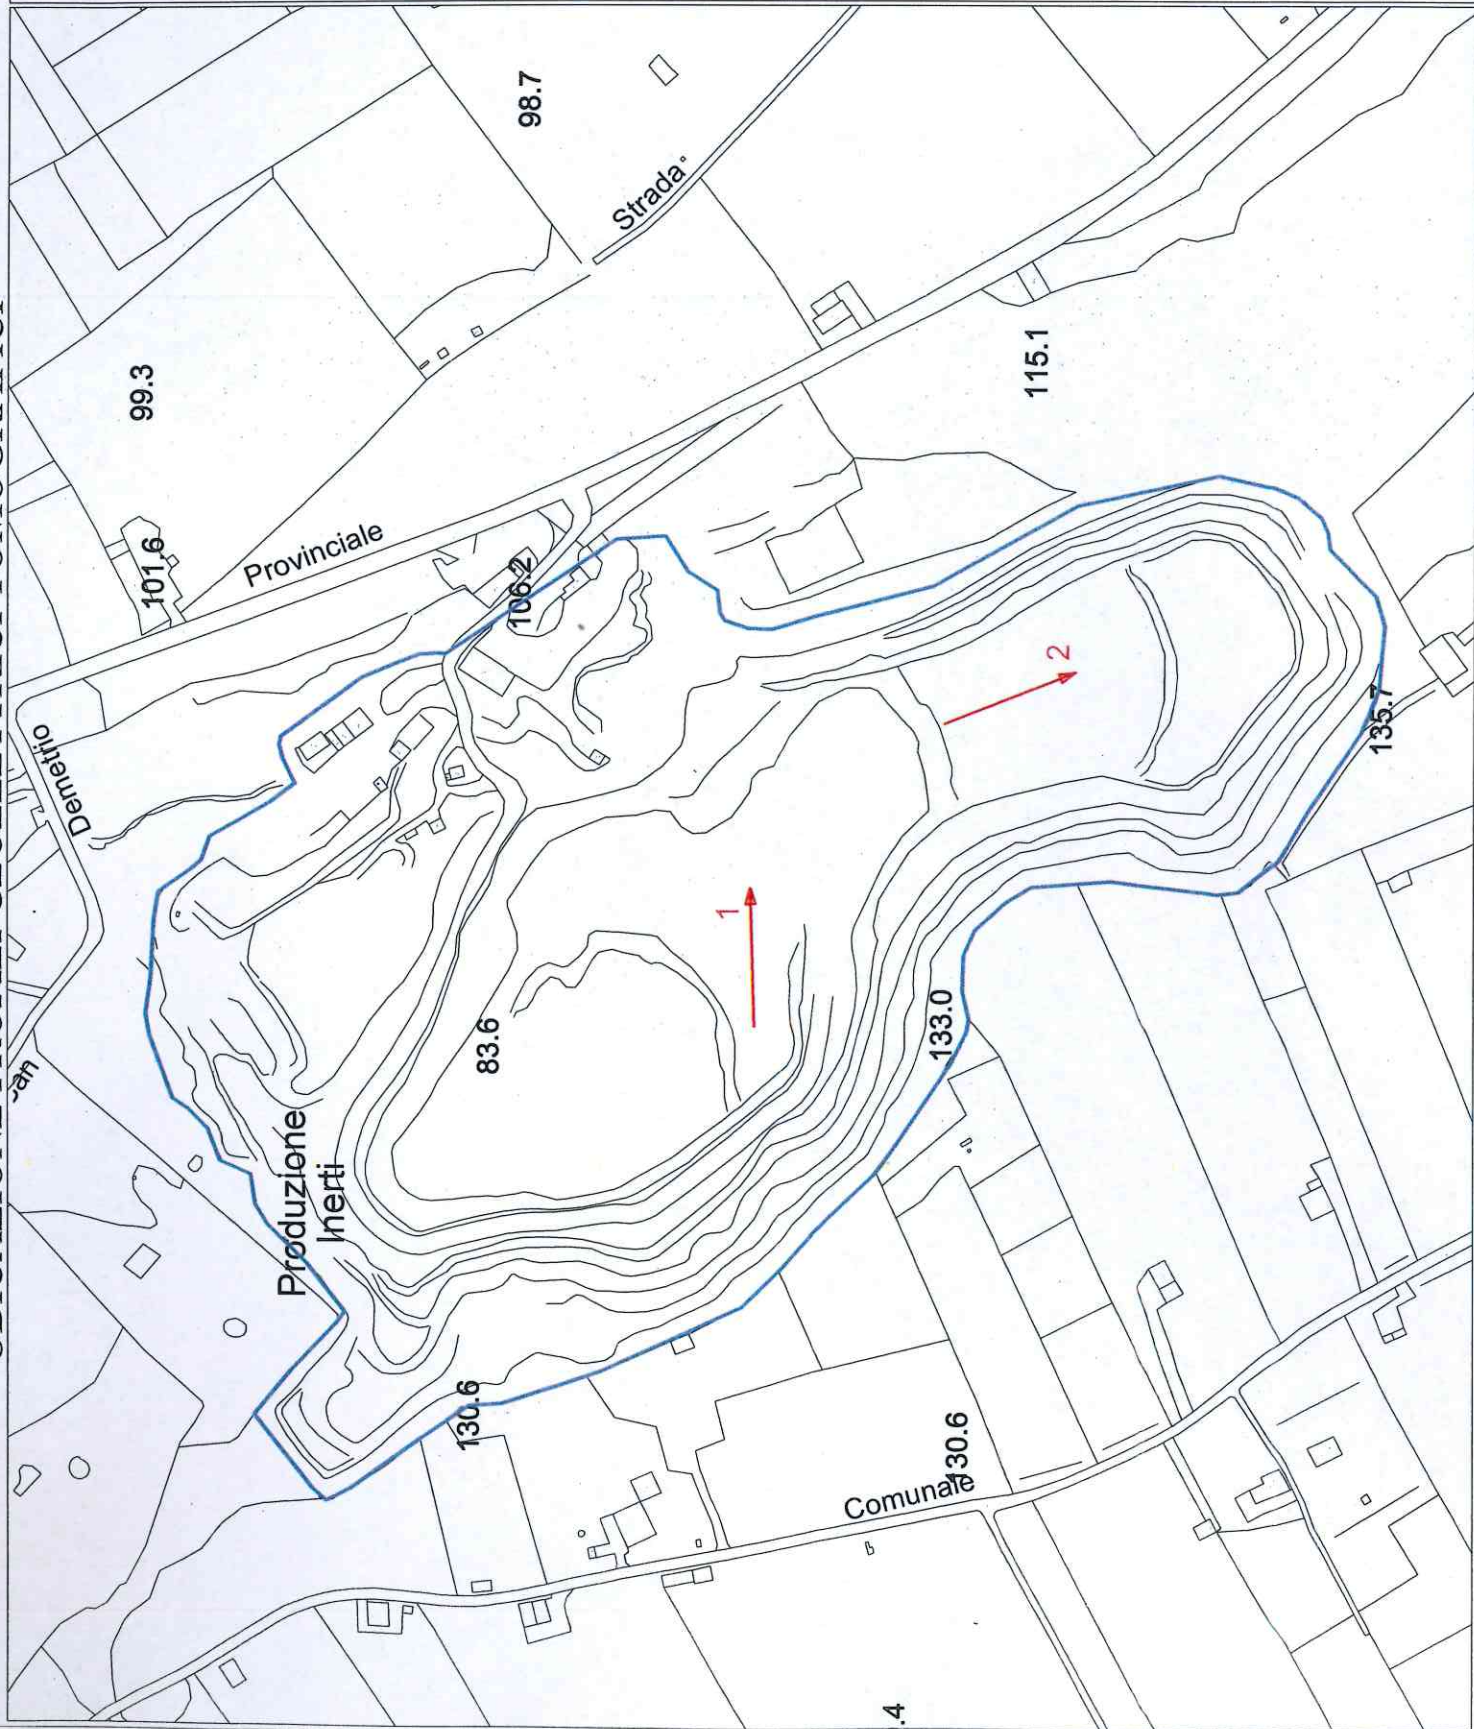 98.7
Strada
99.3
115.1
101.6
Provinciale
106.2
2
Demetrio
135.7
1
83.6
133.0
Produzione
Inerti
130.6
130.6
Comunale